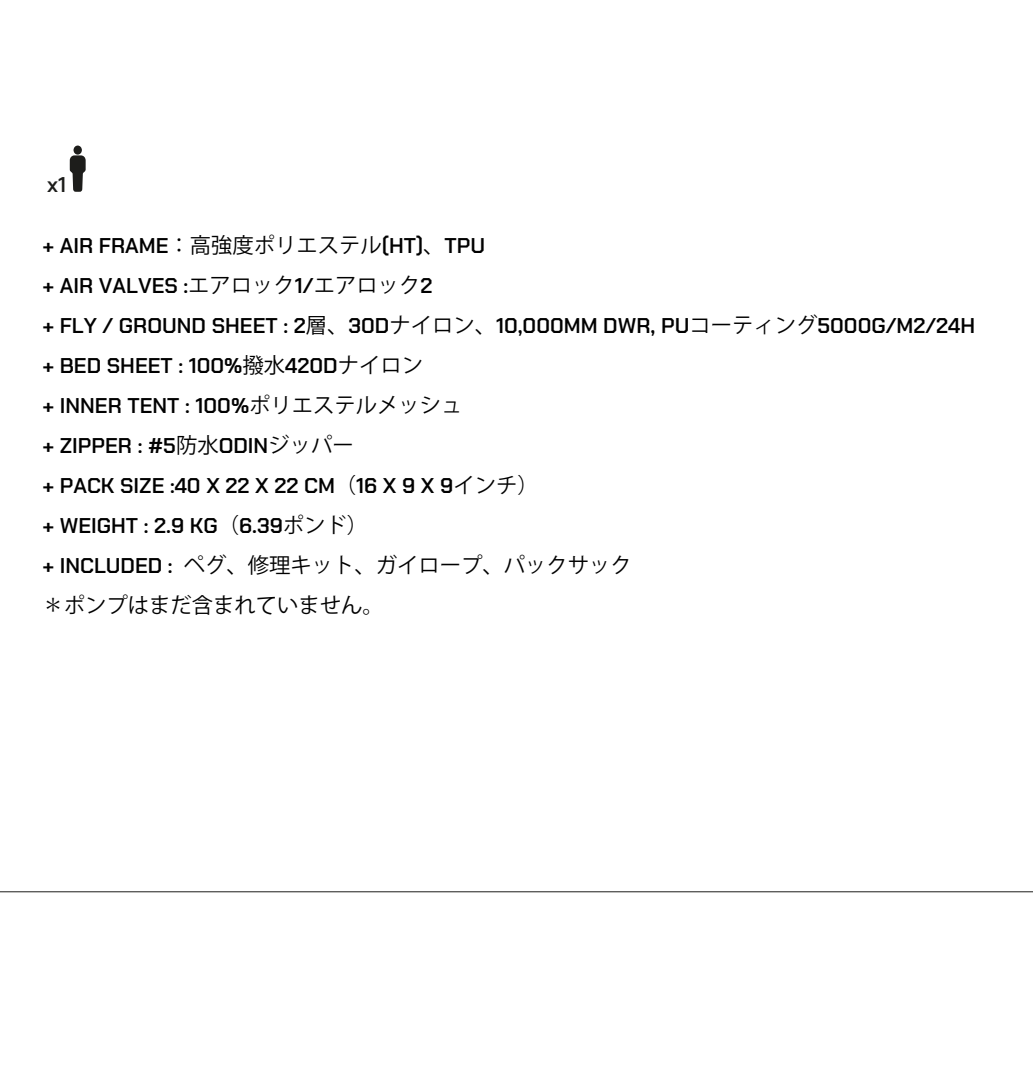 x1
+ AIR FRAME：高強度ポリエステル(HT)、TPU
+ AIR VALVES :エアロック1/エアロック2
+ FLY / GROUND SHEET : 2層、30Dナイロン、10,000MM DWR, PUコーティング5000G/M2/24H
+ BED SHEET : 100%撥水420Dナイロン
+ INNER TENT : 100%ポリエステルメッシュ
+ ZIPPER : #5防水ODINジッパー
+ PACK SIZE :40 X 22 X 22 CM（16 X 9 X 9インチ）
+ WEIGHT : 2.9 KG（6.39ポンド）
+ INCLUDED : ペグ、修理キット、ガイロープ、パックサック
＊ポンプはまだ含まれていません。